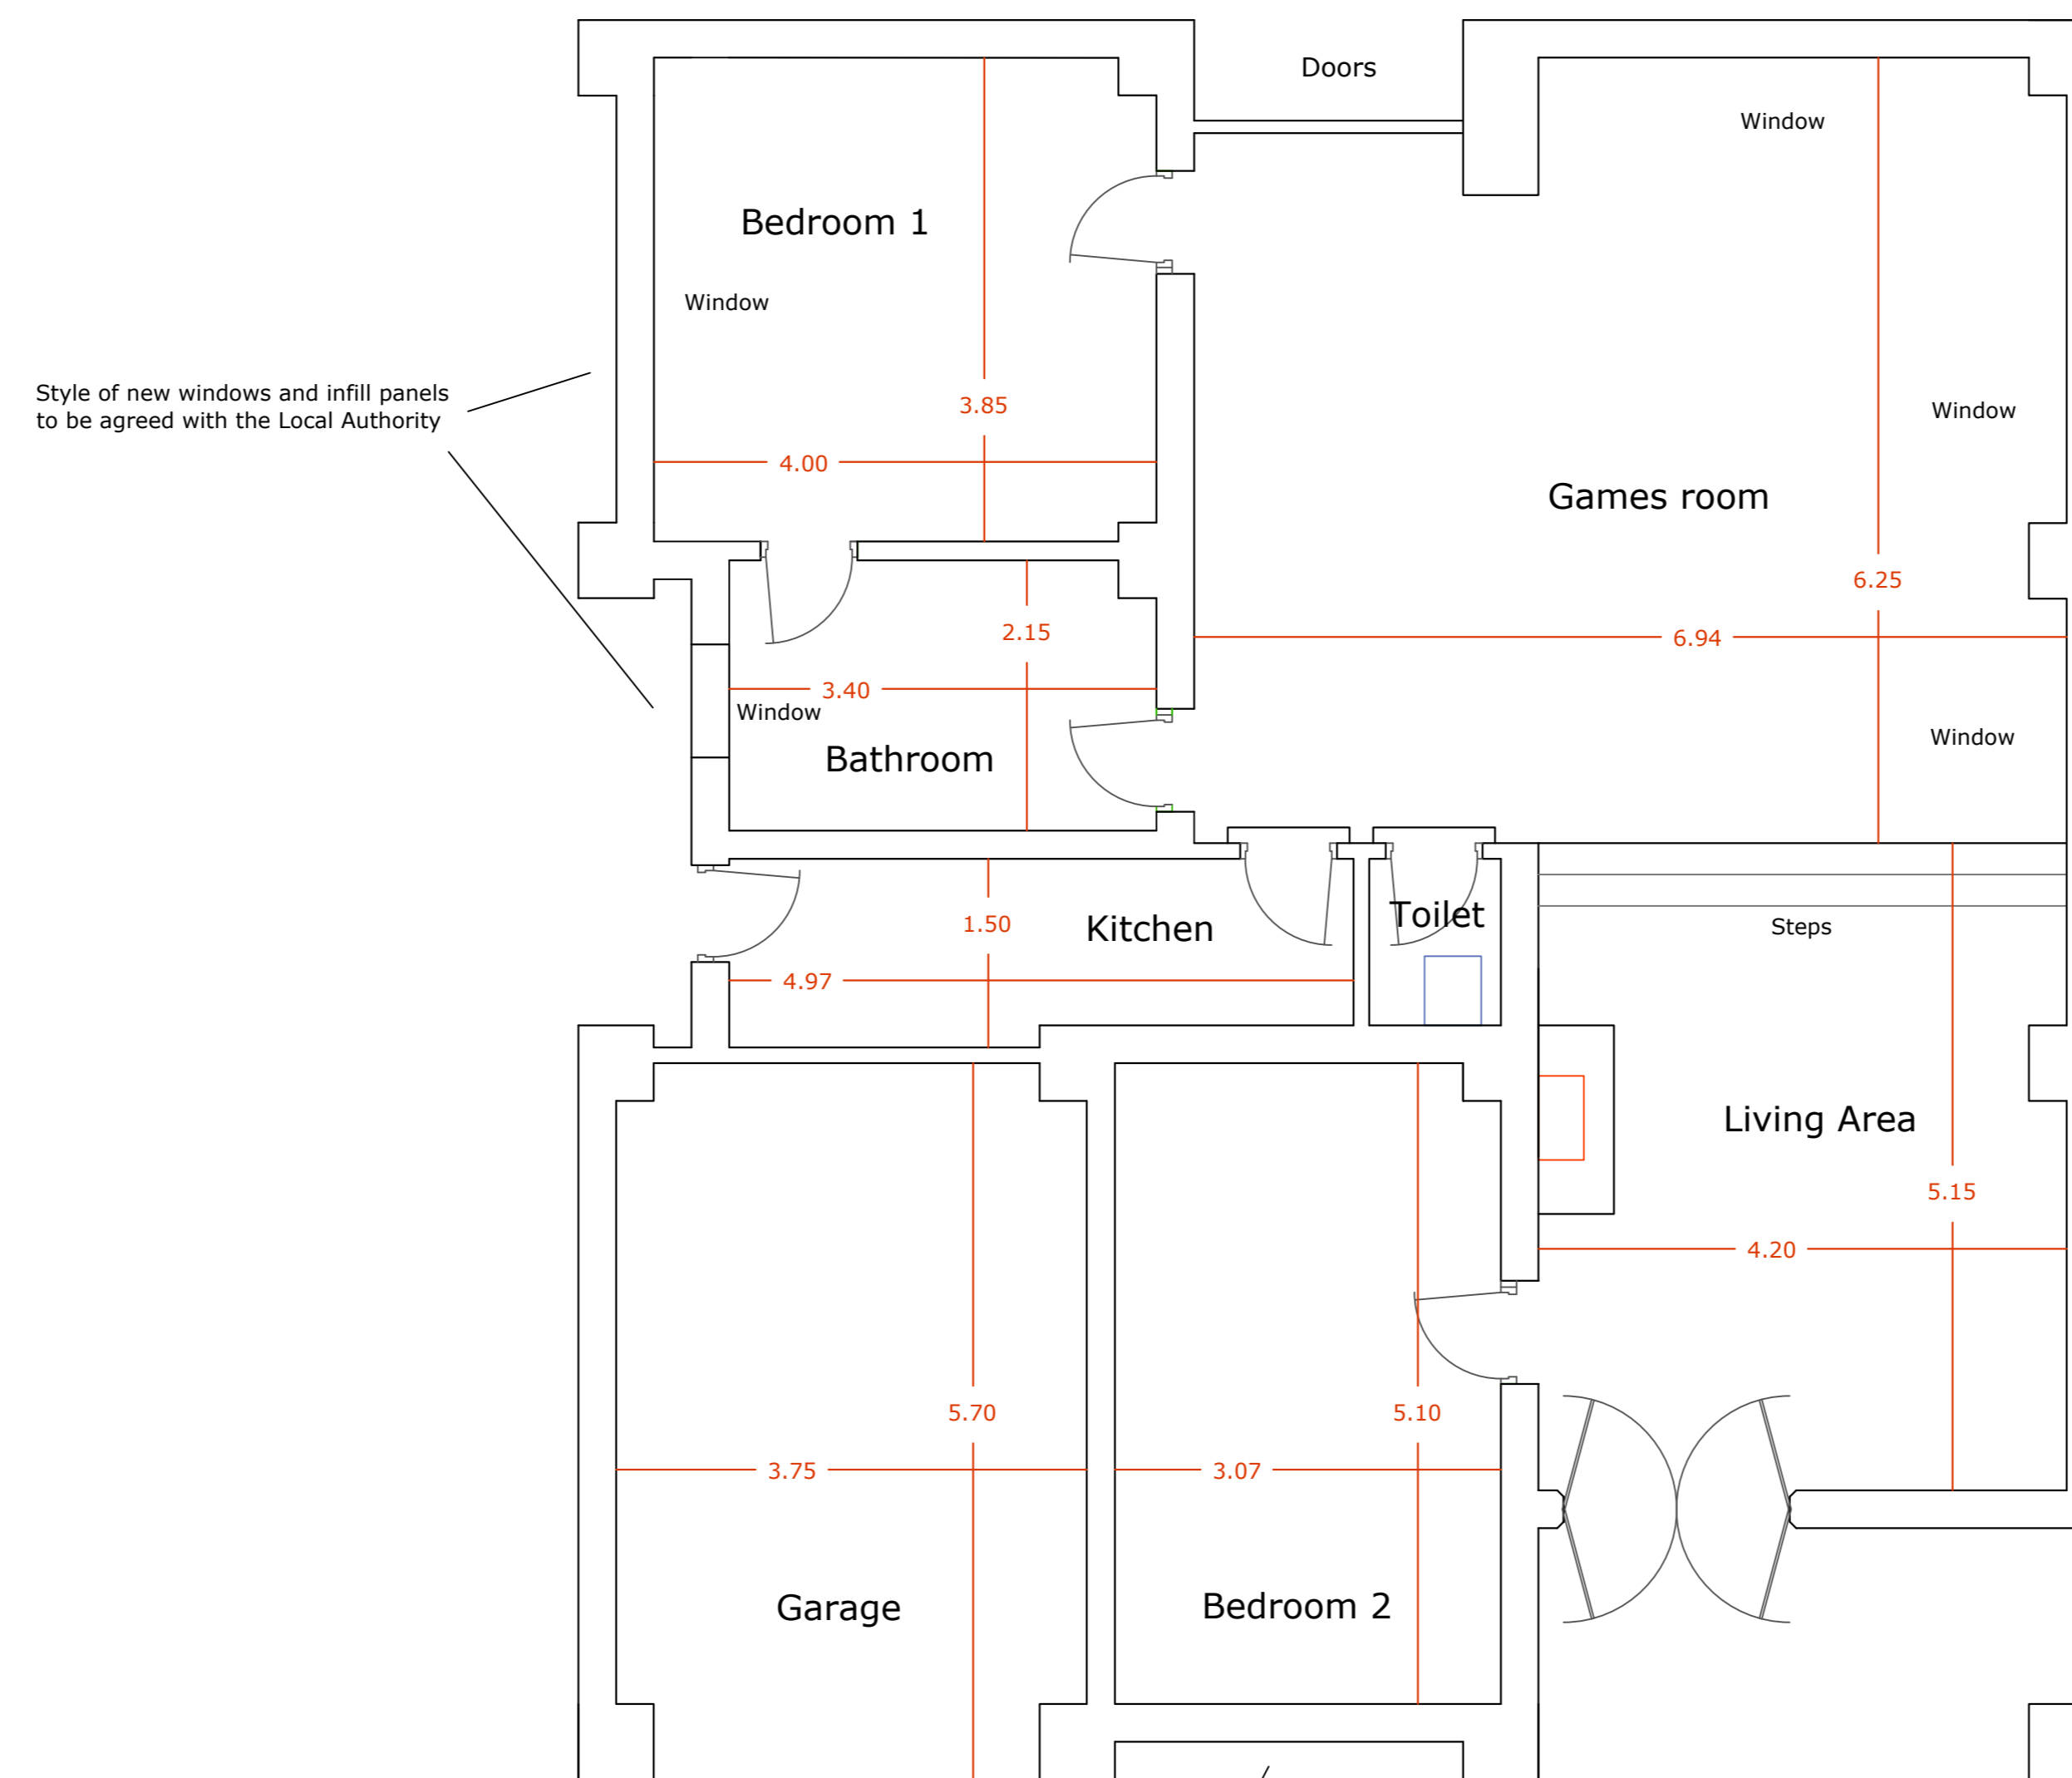 Doors
Window
Bedroom 1
Window
Style of new windows and infill panels
to be agreed with the Local Authority
3.85
Window
4.00
Games room
6.25
2.15
6.94
3.40
Window
Window
Bathroom
Toilet
Kitchen
1.50
Steps
4.97
Living Area
5.15
4.20
5.70
5.10
3.75
3.07
Garage
Bedroom 2